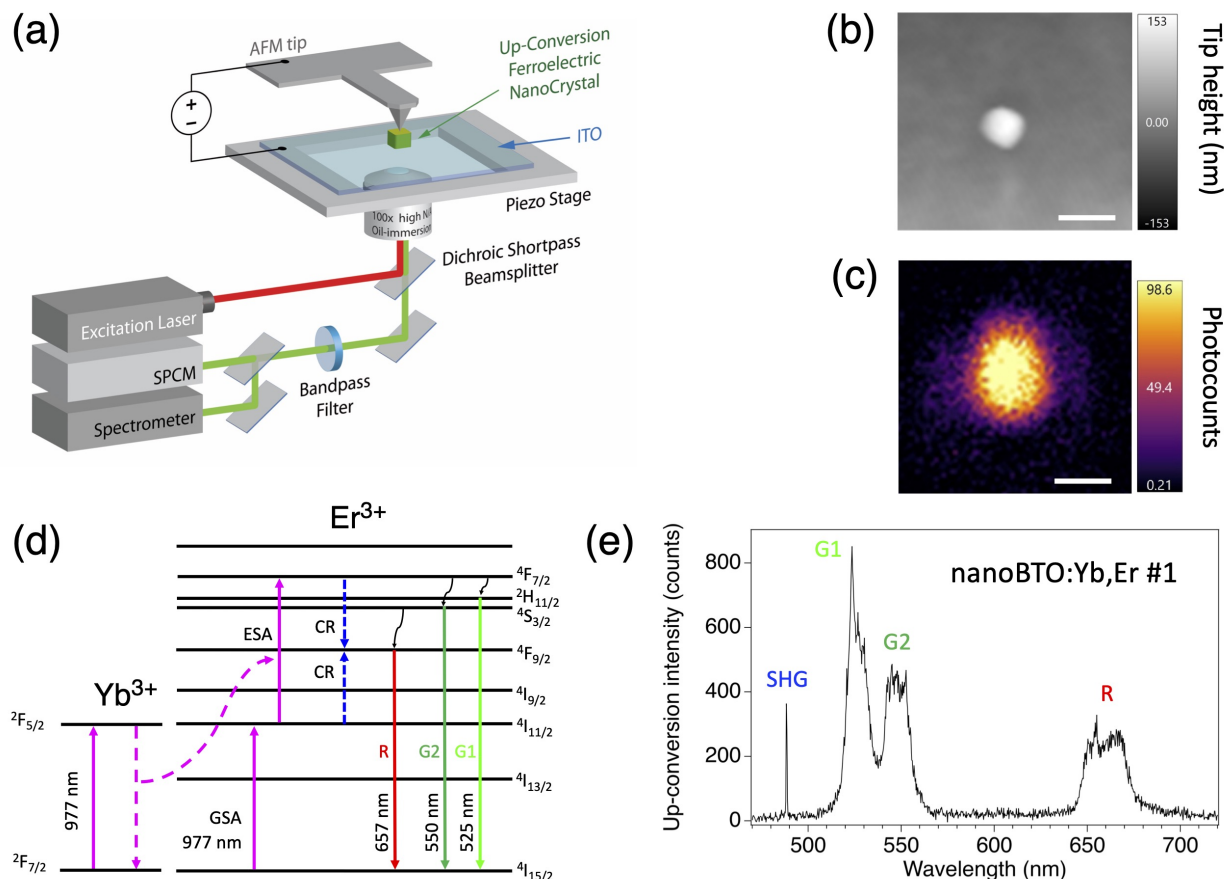 (a)
AFM tip
Up-Conversion
Ferroelectric
NanoCrystal
+
−
ITO
Piezo Stage
100x high N.A.
Oil-immersion
Dichroic Shortpass
Beamsplitter
Excitation Laser
SPCM
Spectrometer
Bandpass
Filter
(b)
153
0.00
-153
Tip height (nm)
(c)
98.6
49.4
0.21
Photocounts
(d)
Er3+
4F7/2
2H11/2
4S3/2
ESA
CR
4F9/2
CR
Yb3+
4I9/2
2F5/2
4I11/2
R
G2
G1
4I13/2
977 nm
GSA
977 nm
657 nm
550 nm
525 nm
2F7/2
4I15/2
(e)
Up-conversion intensity (counts)
800
600
400
200
0
G1
nanoBTO:Yb,Er #1
G2
SHG
R
500
550
600
650
700
Wavelength (nm)